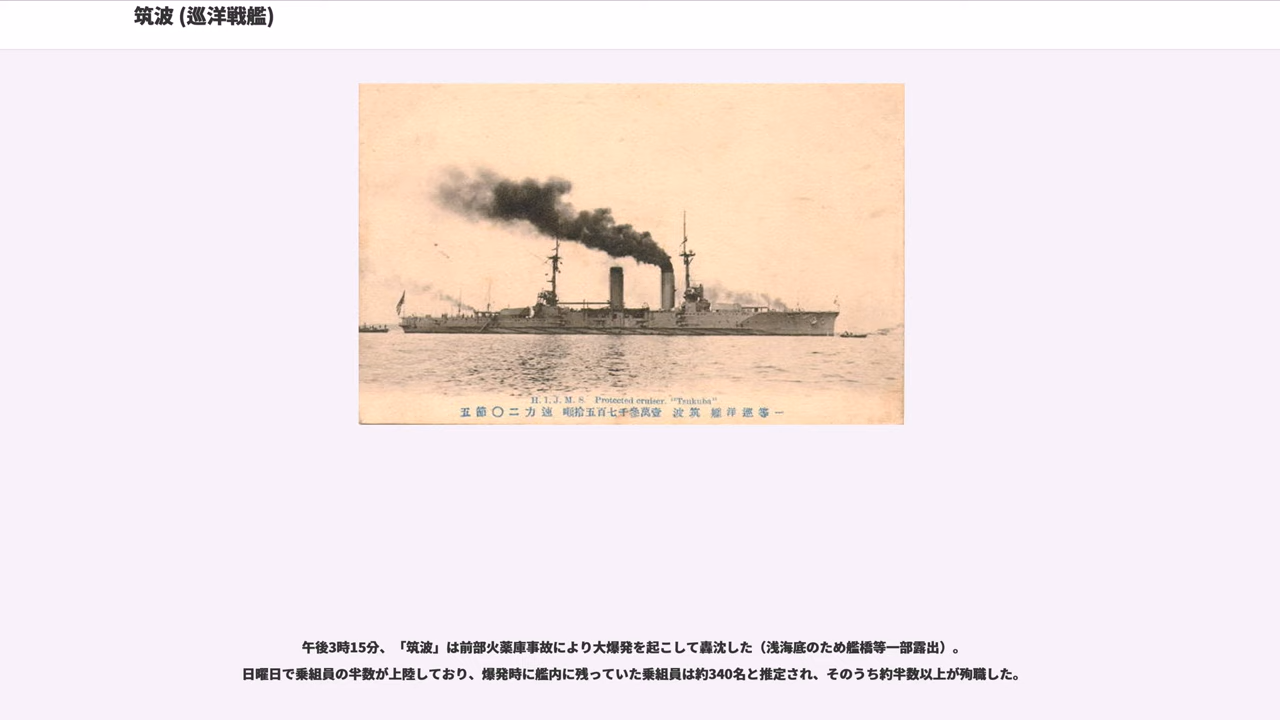 筑波 (巡洋戦艦)
H. I. J. M. S. Protected cruiser. "Tsukuba"
五節〇二力速 噸拾五百七千參萬壹 波筑艦洋巡等一
午後3時15分、「筑波」は前部火薬庫事故により大爆発を起こして轟沈した（浅海底のため艦橋等一部露出）。
日曜日で乗組員の半数が上陸しており、爆発時に艦内に残っていた乗組員は約340名と推定され、そのうち約半数以上が殉職した。